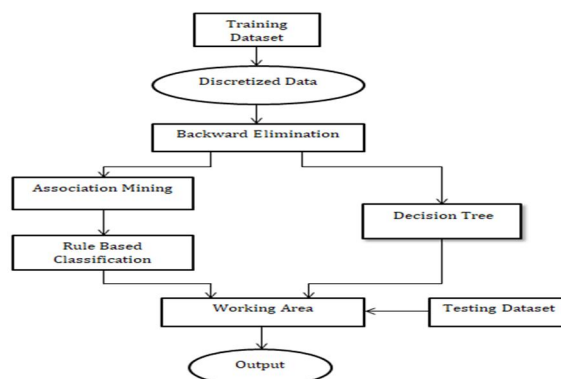 Training
Dataset
Discretized Data
Backward Elimination
Association Mining
Decision Tree
Rule Based
Classification
Working Area
Testing Dataset
Output